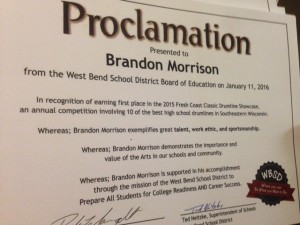 Proclamation
Presented to
Brandon Morrison
from the West Bend School District Board of Education on January 11, 2016
In recognition of earning first place in the 2015 Fresh Coast Classic Drumline Showcase,
an annual competition involving 10 of the best high school drumlines in Southeastern Wisconsin.
Whereas; Brandon Morrison exemplifies great talent, work ethic, and sportsmanship.
Whereas; Brandon Morrison demonstrates the importance and
value of the Arts in our schools and community.
Whereas; Brandon Morrison is supported in his accomplishment
through the mission of the West Bend School District to
Prepare All Students for College Readiness AND Career Success.
WBSD
Ted Neitzke, Superintendent of Schools
School District